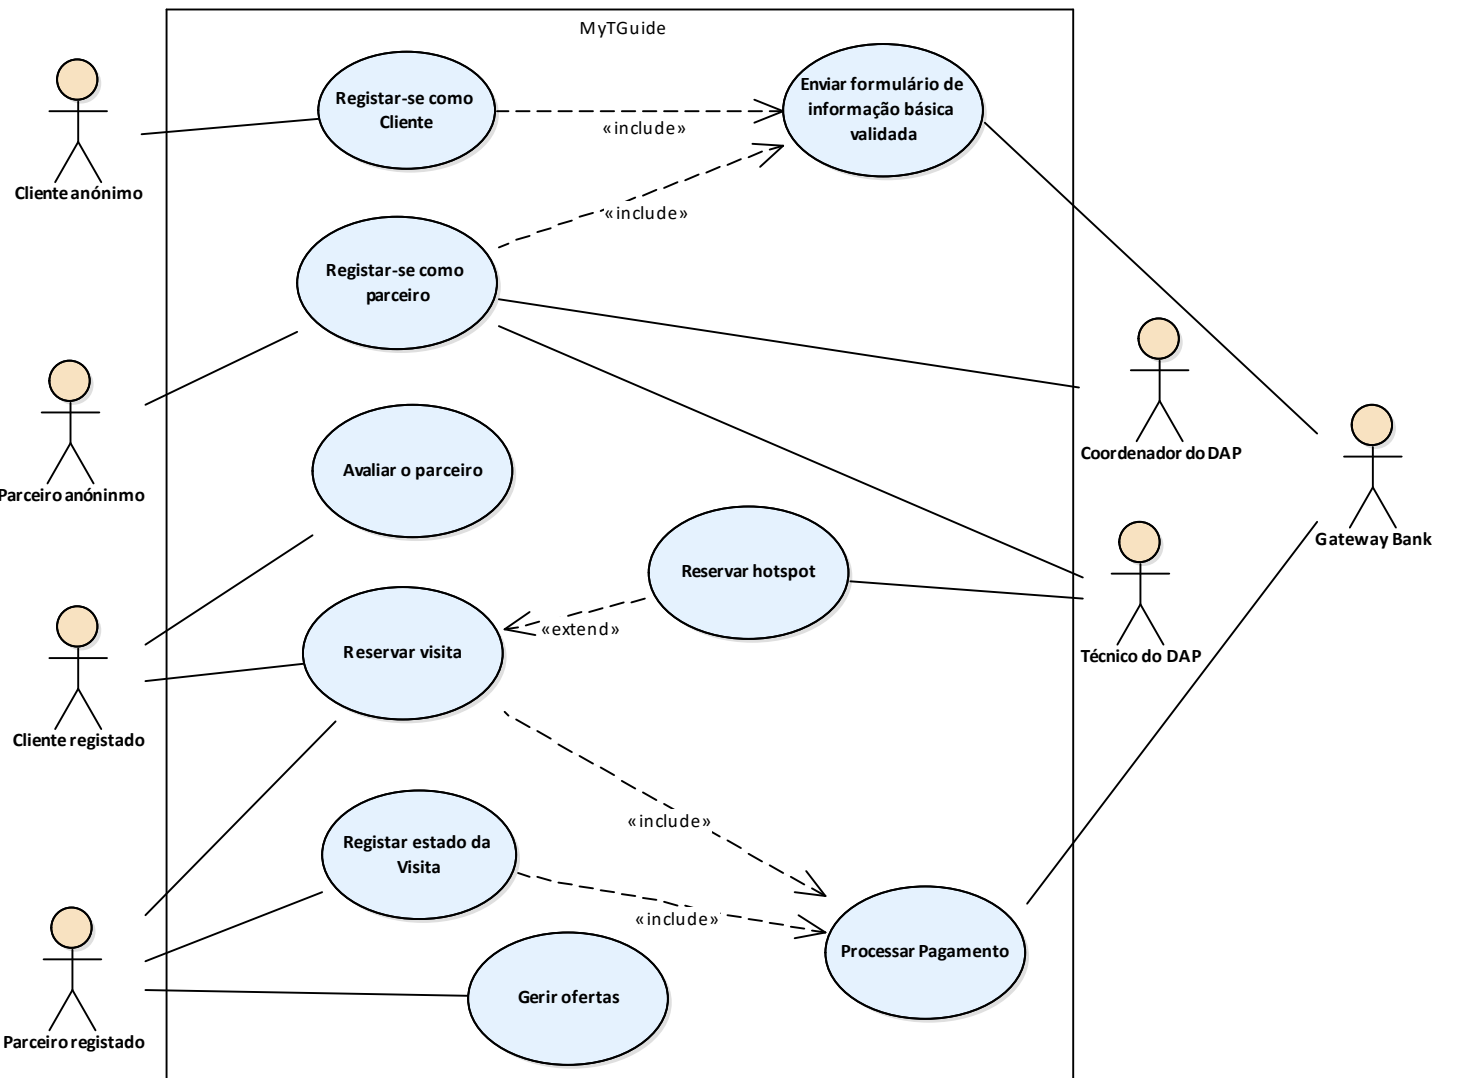 MyTGuide
Registar-se como
Cliente
Enviar formulário de
informação básica
validada
«include»
Cliente anónimo
«include»
Registar-se como
parceiro
Coordenador do DAP
Avaliar o parceiro
Parceiro anóninmo
Gateway Bank
Reservar hotspot
«extend»
Reservar visita
Técnico do DAP
Cliente registado
«include»
Registar estado da
Visita
«include»
Processar Pagamento
Gerir ofertas
Parceiro registado